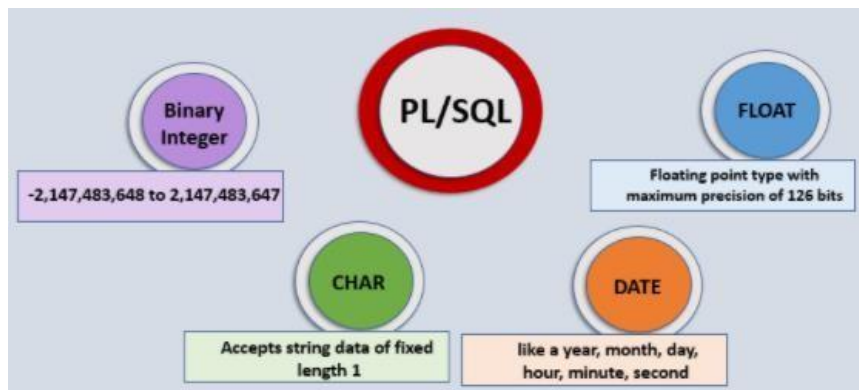 PL/SQL
Binary
Integer
-2,147,483,648 to 2,147,483,647
FLOAT
Floating point type with
maximum precision of 126 bits
CHAR
Accepts string data of fixed
length 1
DATE
like a year, month, day,
hour, minute, second